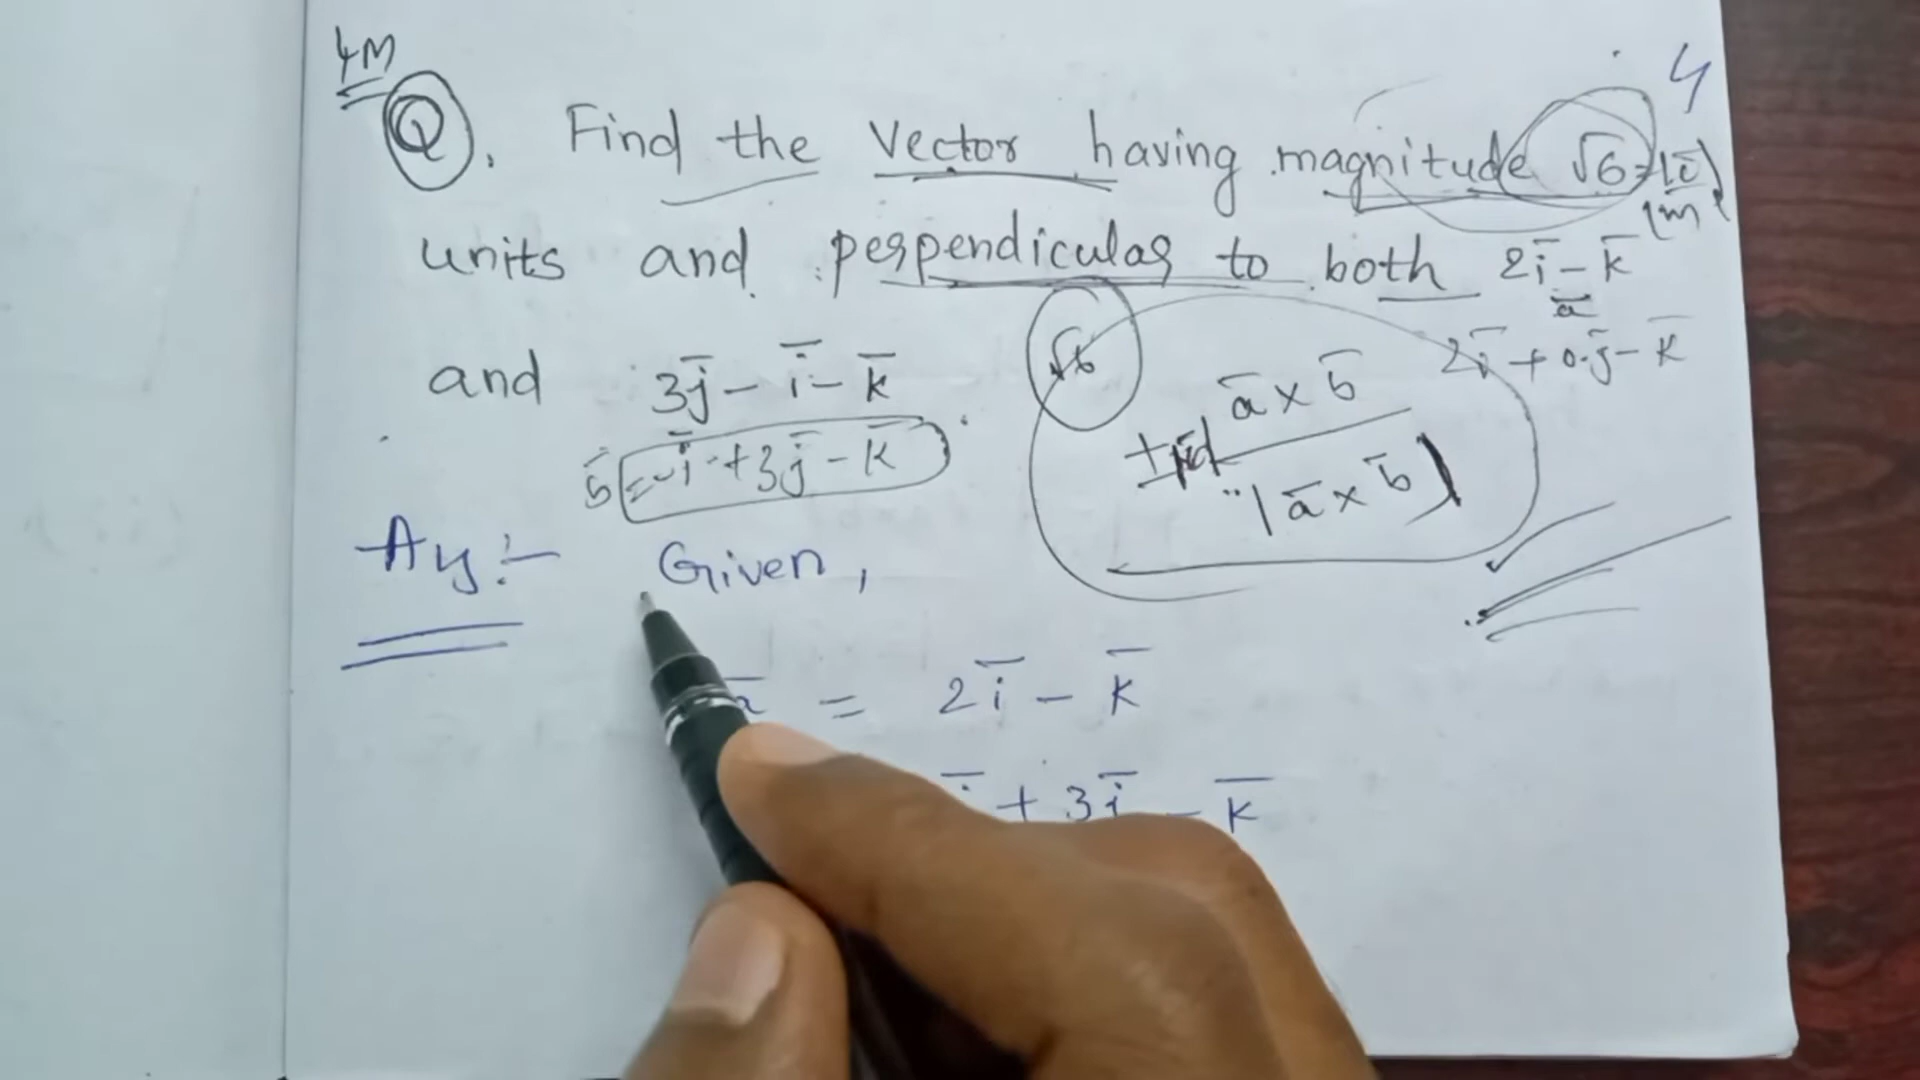 4M
4
Q. Find the Vector having magnitude √6 =
units and perpendicular to both 2i̅ - k̅
a̅
2i̅ + 0·j̅ - k̅
and 3j̅ - i̅ - k̅
√6
b̅ = -i̅ + 3j̅ - k̅
a̅ × b̅
|a̅ × b̅|
Given,
a̅ = 2i̅ - k̅
i̅ + 3j̅ - k̅